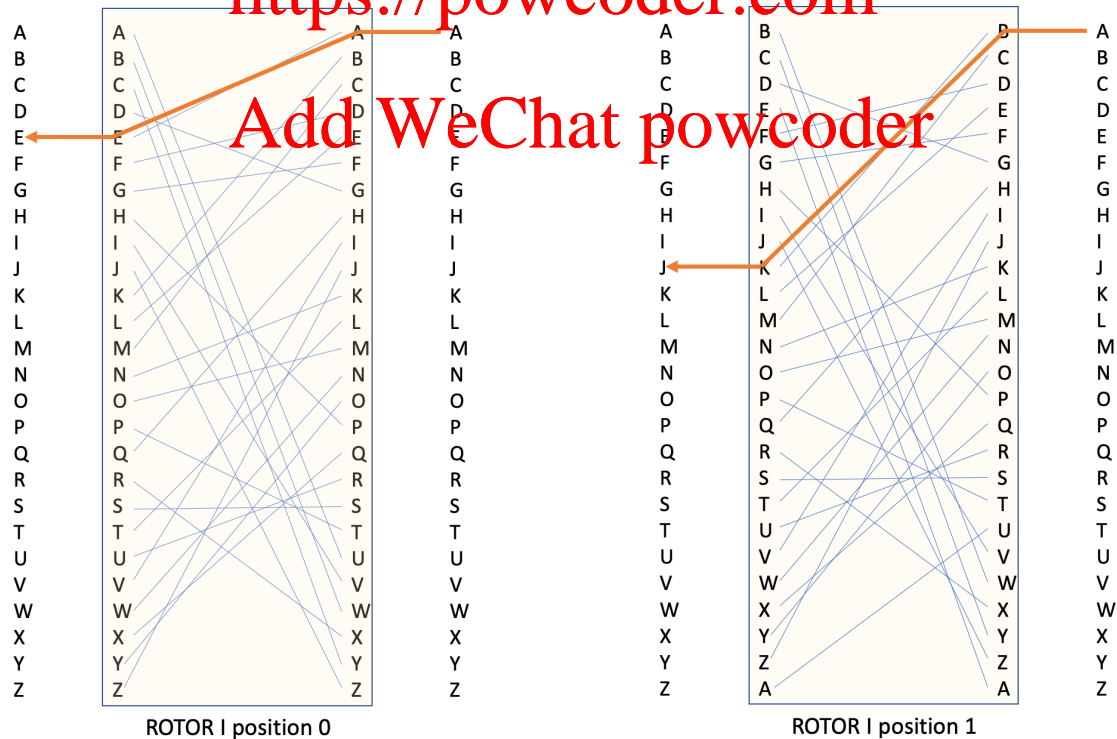 https://powcoder.com
A A A A A B B A
B B B B B C C B
C C C C C D D C
D D D D D E E D
Add WeChat powcoder
E E E E E F F E
F F F F F G G F
G G G G G H H G
H H H H H I I H
I I I I I J J I
J J J J J K K J
K K K K K L L K
L L L L L M M L
M M M M M N N M
N N N N N O O N
O O O O O P P O
P P P P P Q Q P
Q Q Q Q Q R R Q
R R R R R S S R
S S S S S T T S
T T T T T U U T
U U U U U V V U
V V V V V W W V
W W W W W X X W
X X X X X Y Y X
Y Y Y Y Y Z Z Y
Z Z Z Z Z A A Z
ROTOR I position 0 ROTOR I position 1